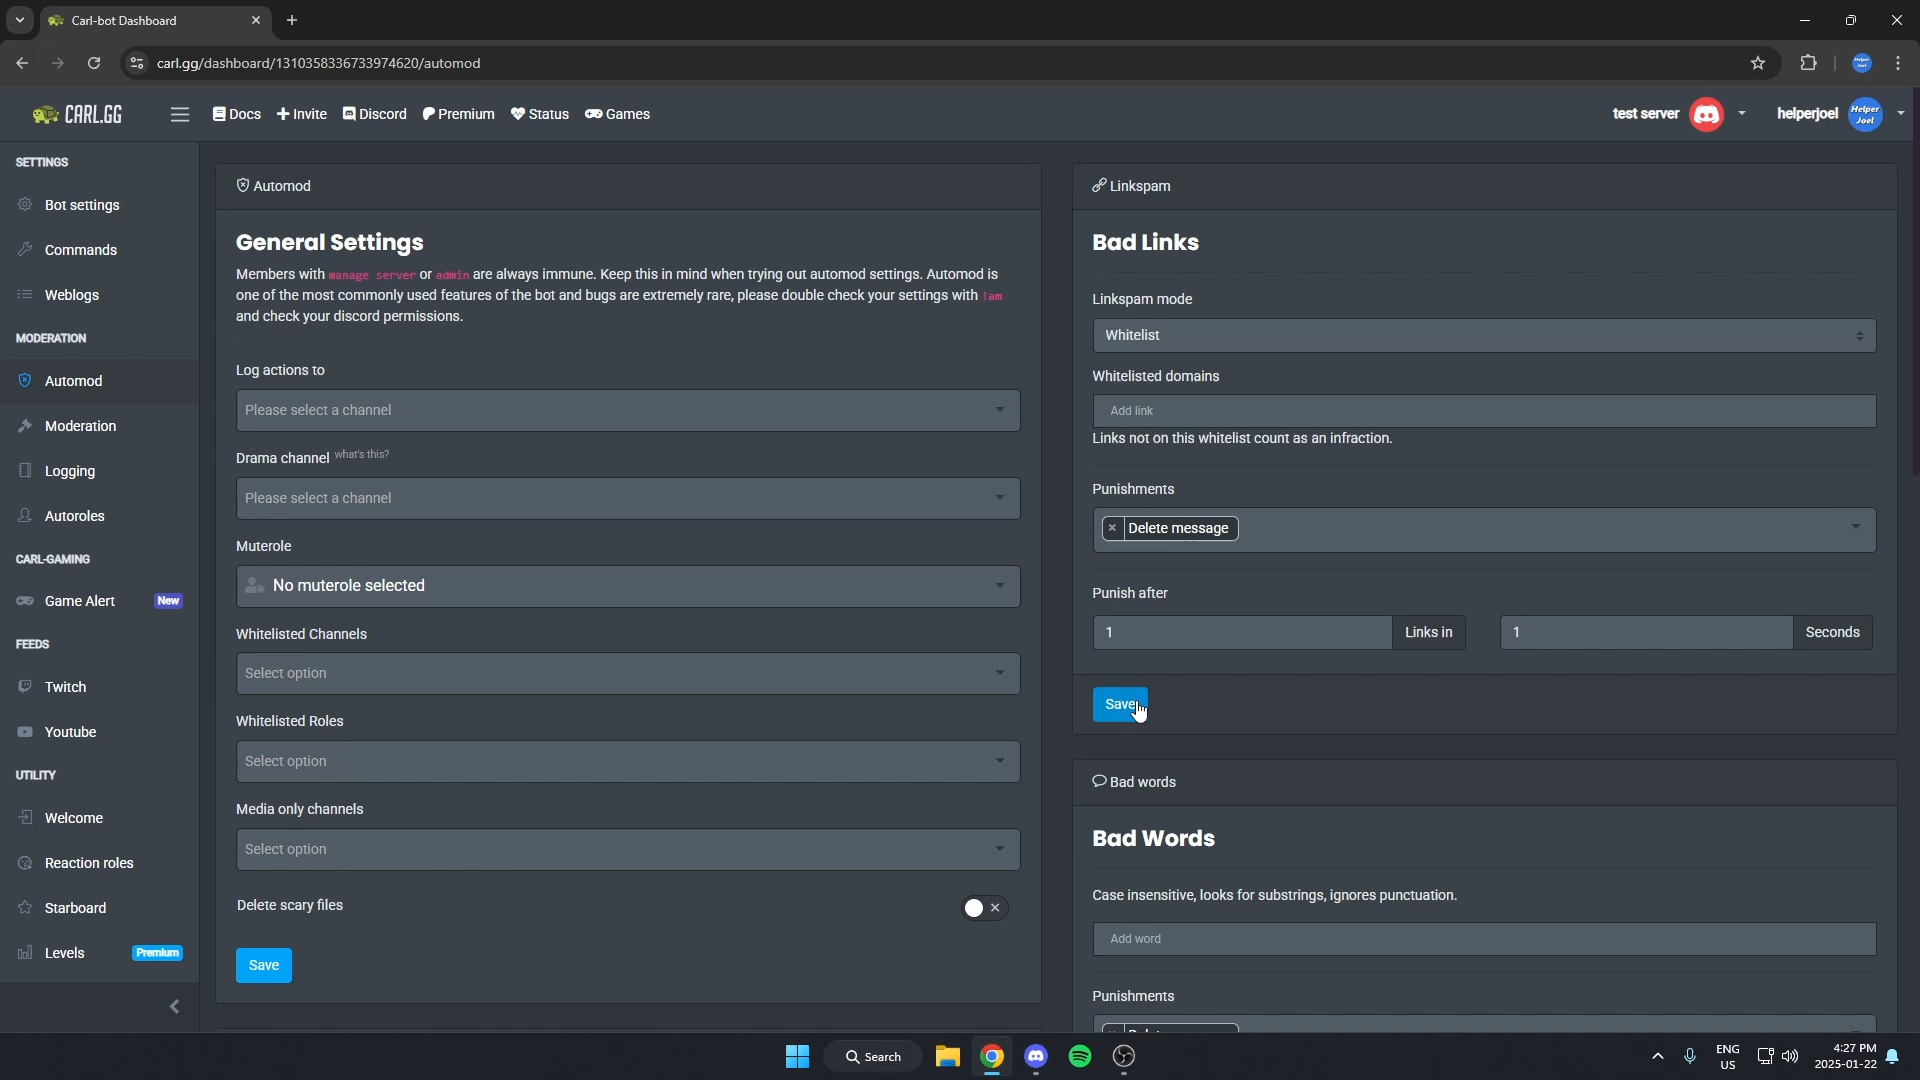 Carl-bot Dashboard
carl.gg/dashboard/1310358336733974620/automod
CARL.GG
Docs
Invite
Discord
Premium
Status
Games
test server
helperjoel
Helper Joel
SETTINGS
Bot settings
Commands
Weblogs
MODERATION
Automod
Moderation
Logging
Autoroles
CARL-GAMING
Game Alert New
FEEDS
Twitch
Youtube
UTILITY
Welcome
Reaction roles
Starboard
Levels Premium
Automod
General Settings
Members with manage server or admin are always immune. Keep this in mind when trying out automod settings. Automod is
one of the most commonly used features of the bot and bugs are extremely rare, please double check your settings with !am
and check your discord permissions.
Log actions to
Please select a channel
Drama channel what's this?
Please select a channel
Muterole
No muterole selected
Whitelisted Channels
Select option
Whitelisted Roles
Select option
Media only channels
Select option
Delete scary files
Save
Linkspam
Bad Links
Linkspam mode
Whitelist
Whitelisted domains
Add link
Links not on this whitelist count as an infraction.
Punishments
Delete message
Punish after
1 Links in 1 Seconds
Save
Bad words
Bad Words
Case insensitive, looks for substrings, ignores punctuation.
Add word
Punishments
Search
ENG
US
4:27 PM
2025-01-22